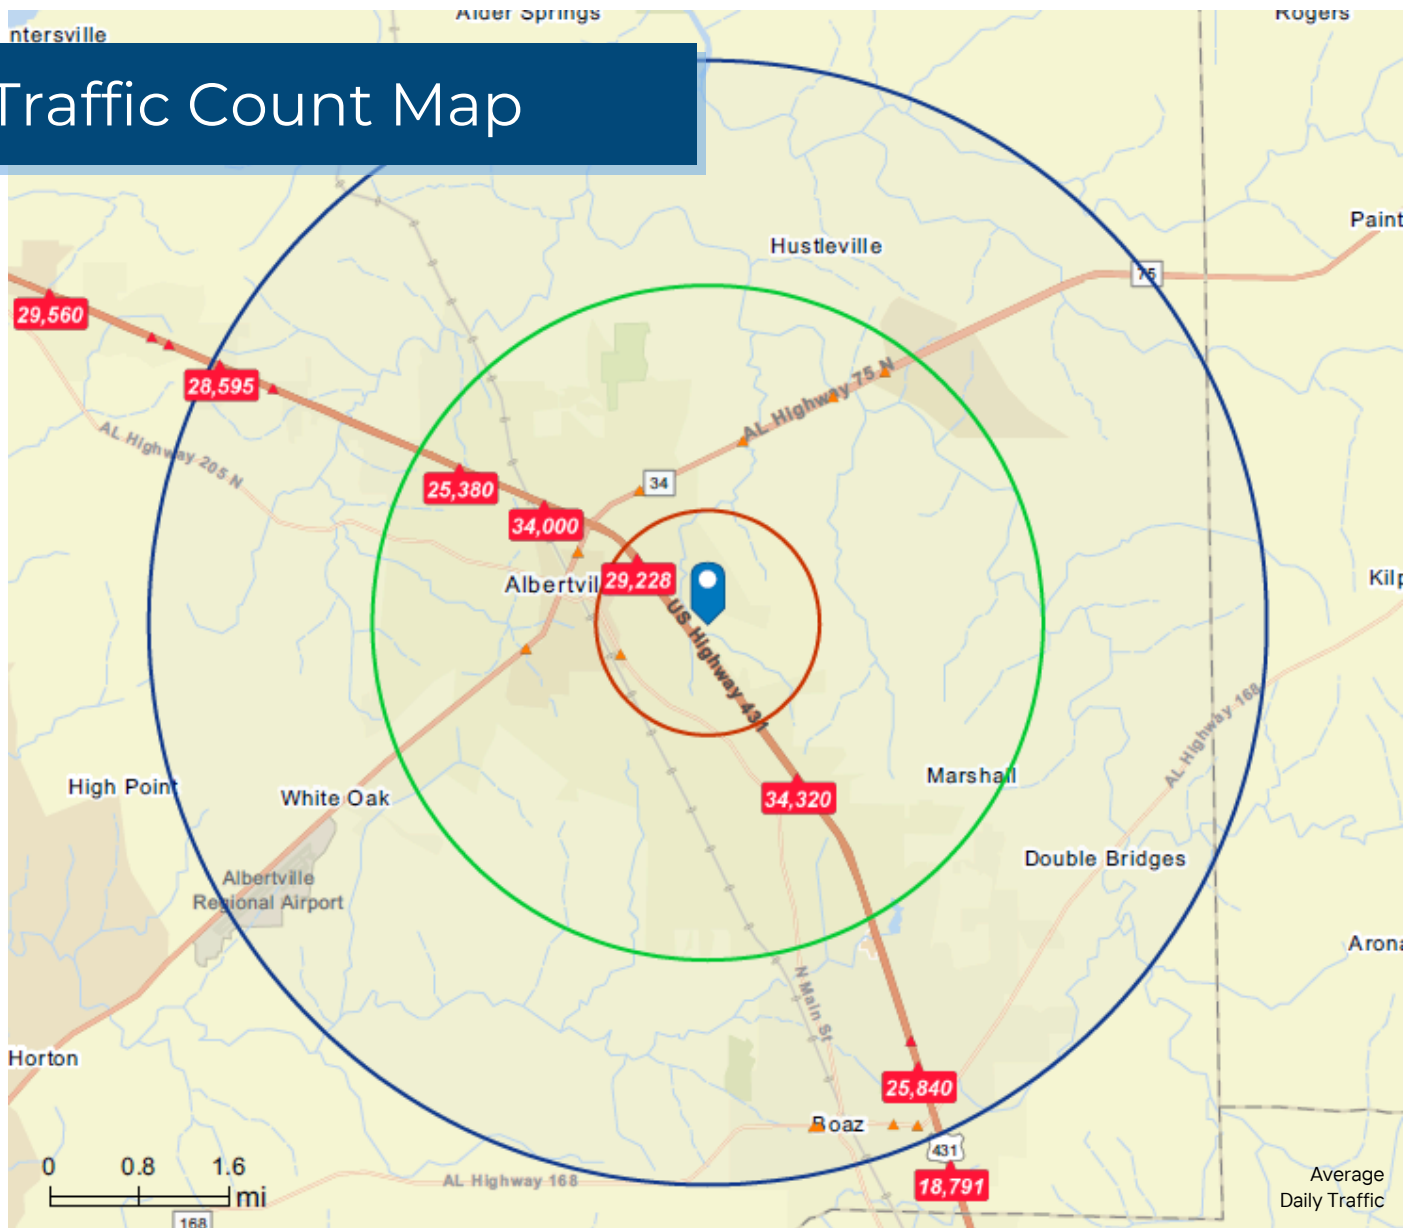 Alder Springs
Rogers
ntersville
Traffic Count Map
Paint
Hustleville
75
29,560
28,595
AL Highway 75 N
AL Highway 205 N
25,380
34
34,000
29,228
Albertvil
Kilp
US Highway 431
AL Highway 168
Marshall
High Point
White Oak
34,320
Double Bridges
Albertville
Regional Airport
Arona
N Main St
Horton
25,840
Boaz
431
0 0.8 1.6
mi
AL Highway 168
18,791
Average
Daily Traffic
168